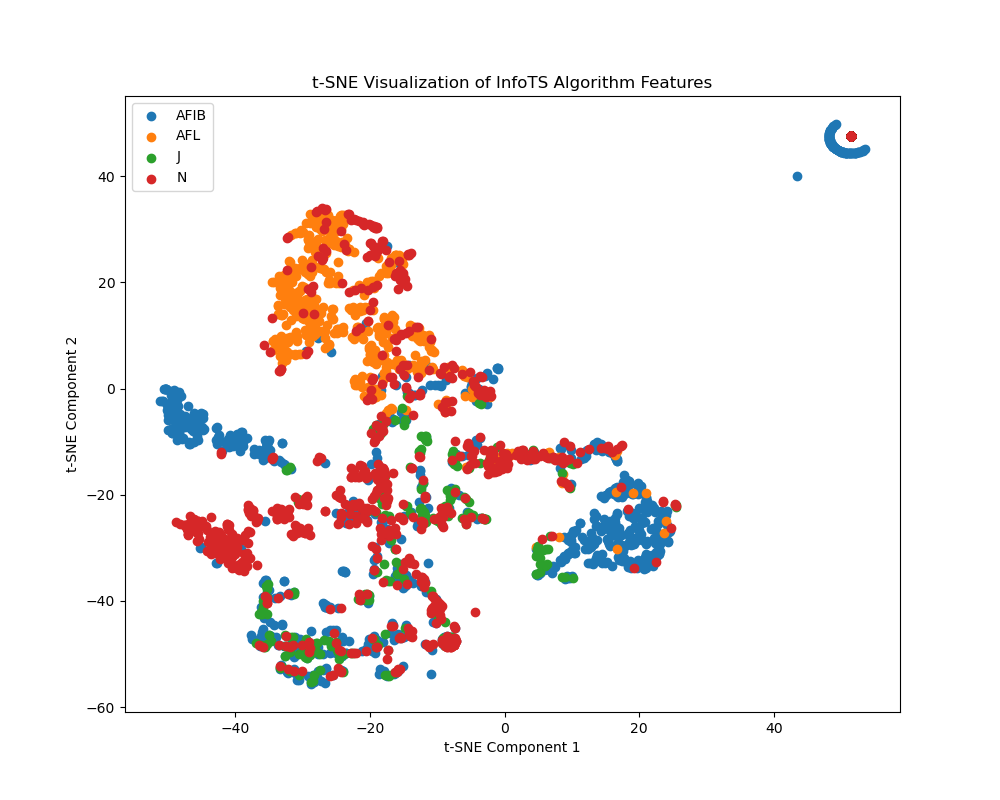 t-SNE Visualization of InfoTS Algorithm Features
AFIB
AFL
J
N
40
20
0
−20
−40
−60
t-SNE Component 2
−40
−20
0
20
40
t-SNE Component 1